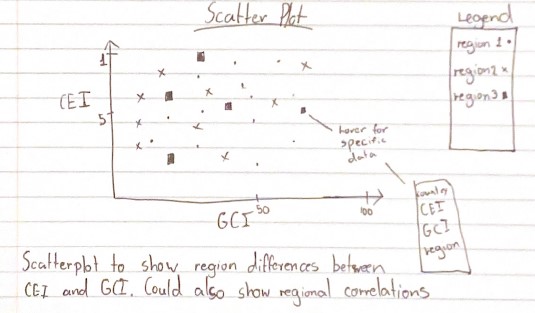 Scatter Plot
Legend
region 1 •
region 2 x
region 3 ■
1
CEI
5
hover for
specific
data
GCI
50
100
country
CEI
GCI
region
Scatterplot to show region differences between
CEI and GCI. Could also show regional correlations